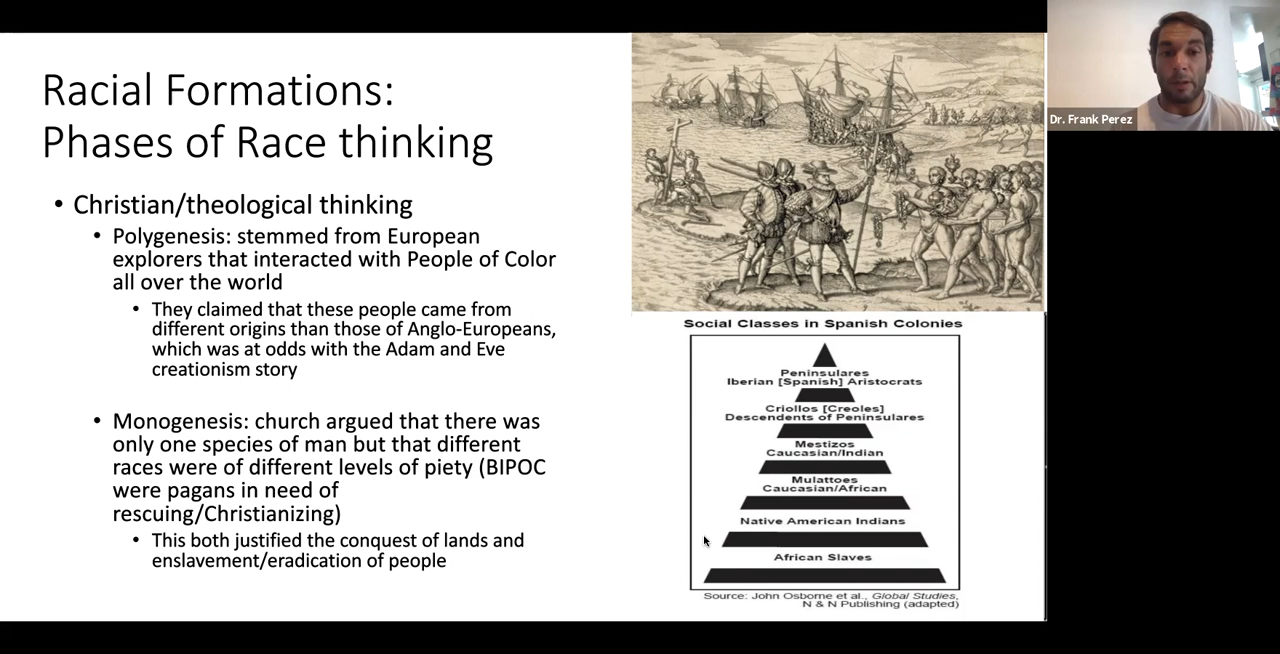 Racial Formations:
Phases of Race thinking
• Christian/theological thinking
• Polygenesis: stemmed from European
explorers that interacted with People of Color
all over the world
• They claimed that these people came from
different origins than those of Anglo-Europeans,
which was at odds with the Adam and Eve
creationism story
• Monogenesis: church argued that there was
only one species of man but that different
races were of different levels of piety (BIPOC
were pagans in need of
rescuing/Christianizing)
• This both justified the conquest of lands and
enslavement/eradication of people
Social Classes in Spanish Colonies
Peninsulares
Iberian [Spanish] Aristocrats
Criollos [Creoles]
Descendents of Peninsulares
Mestizos
Caucasian/Indian
Mulattoes
Caucasian/African
Native American Indians
African Slaves
Source: John Osborne et al., Global Studies,
N & N Publishing (adapted)
Dr. Frank Perez